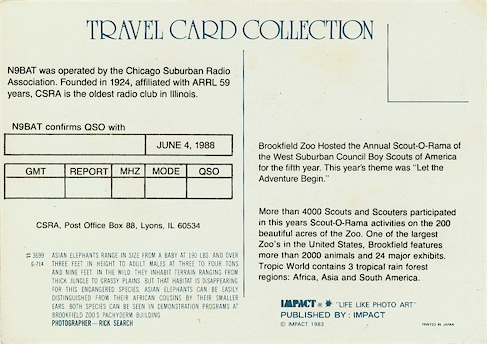 TRAVEL CARD COLLECTION
N9BAT was operated by the Chicago Suburban Radio
Association. Founded in 1924, affiliated with ARRL 59
years, CSRA is the oldest radio club in Illinois.
N9BAT confirms QSO with
JUNE 4, 1988
GMT REPORT MHZ MODE QSO
CSRA, Post Office Box 88, Lyons, IL 60534
# 3699
G-714
ASIAN ELEPHANTS RANGE IN SIZE FROM A BABY AT 190 LBS. AND OVER
THREE FEET IN HEIGHT TO ADULT MALES AT THREE TO FOUR TONS
AND NINE FEET. IN THE WILD THEY INHABIT TERRAIN RANGING FROM
THICK JUNGLE TO GRASSY PLAINS BUT THAT HABITAT IS DISAPPEARING
FOR THIS ENDANGERED SPECIES. ASIAN ELEPHANTS CAN BE EASILY
DISTINGUISHED FROM THEIR AFRICAN COUSINS BY THEIR SMALLER
EARS. BOTH SPECIES CAN BE SEEN IN DEMONSTRATION PROGRAMS AT
BROOKFIELD ZOO'S PACHYDERM BUILDING.
PHOTOGRAPHER—RICK SEARCH
Brookfield Zoo Hosted the Annual Scout-O-Rama of
the West Suburban Council Boy Scouts of America
for the fifth year. This year's theme was "Let the
Adventure Begin."
More than 4000 Scouts and Scouters participated
in this years Scout-O-Rama activities on the 200
beautiful acres of the Zoo. One of the largest
Zoo's in the United States, Brookfield features
more than 2000 animals and 24 major exhibits.
Tropic World contains 3 tropical rain forest
regions: Africa, Asia and South America.
IMPACT ® "LIFE LIKE PHOTO ART"
PUBLISHED BY: IMPACT
© IMPACT 1983
PRINTED IN JAPAN